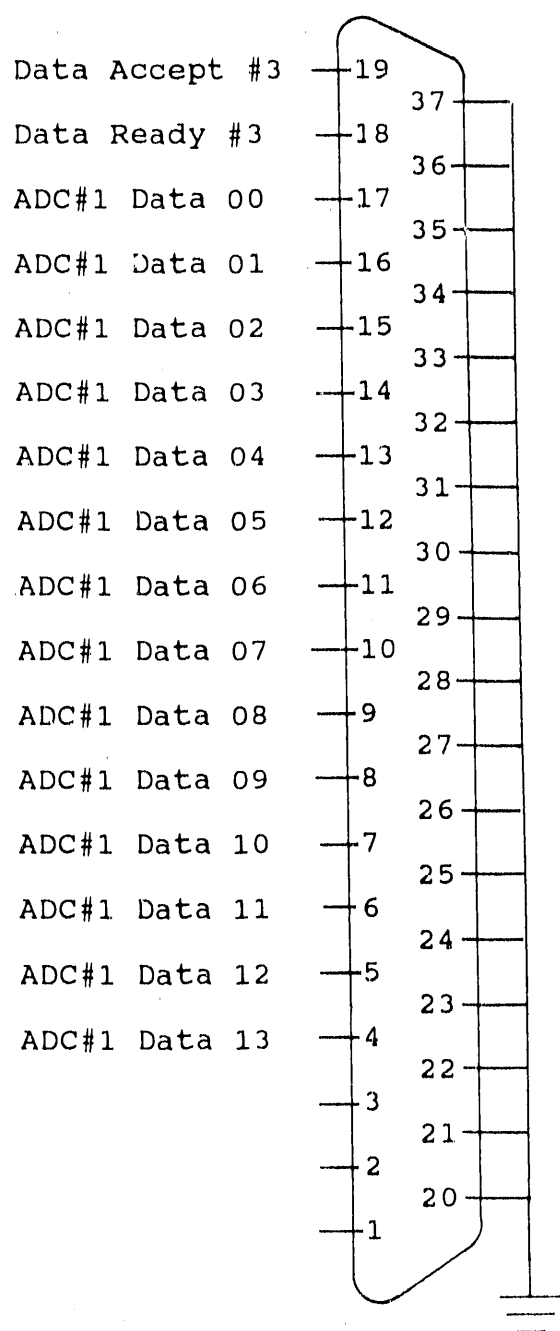 Data Accept #3 19
37
Data Ready #3 18
36
ADC#1 Data 00 17
35
ADC#1 Data 01 16
34
ADC#1 Data 02 15
33
ADC#1 Data 03 14
32
ADC#1 Data 04 13
31
ADC#1 Data 05 12
30
ADC#1 Data 06 11
29
ADC#1 Data 07 10
28
ADC#1 Data 08 9
27
ADC#1 Data 09 8
26
ADC#1 Data 10 7
25
ADC#1 Data 11 6
24
ADC#1 Data 12 5
23
ADC#1 Data 13 4
22
3
21
2
20
1